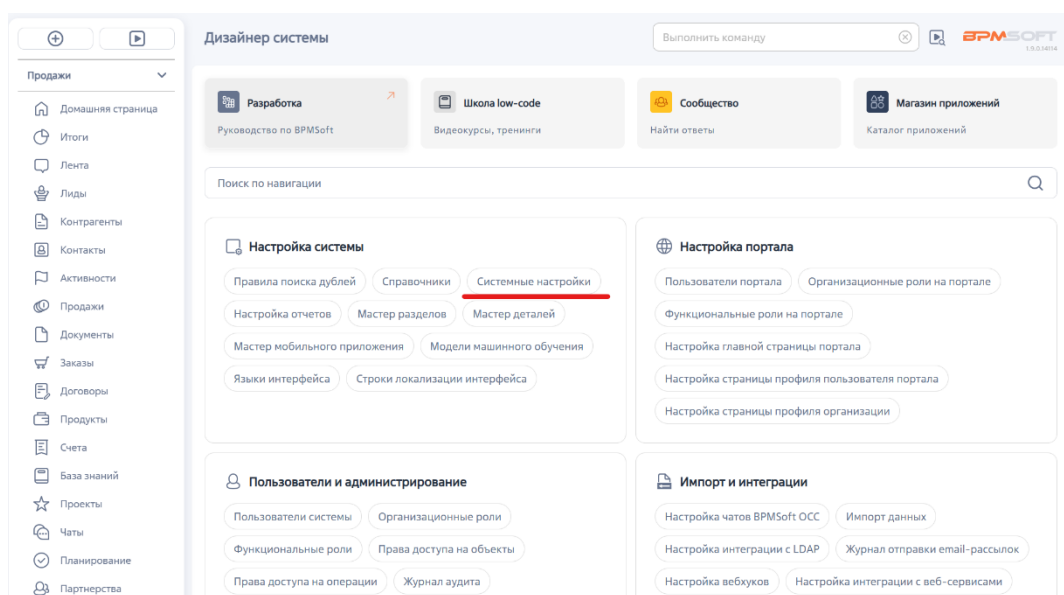 Дизайнер системы
Выполнить команду
BPMSOFT
1.5.0.14114
Продажи
Домашняя страница
Итоги
Лента
Лиды
Контрагенты
Контакты
Активности
Продажи
Документы
Заказы
Договоры
Продукты
Счета
База знаний
Проекты
Чаты
Планирование
Партнерства
Разработка
Руководство по BPMSoft
Школа low-code
Видеокурсы, тренинги
Сообщество
Найти ответы
Магазин приложений
Каталог приложений
Поиск по навигации
Настройка системы
Правила поиска дублей Справочники Системные настройки
Настройка отчетов Мастер разделов Мастер деталей
Мастер мобильного приложения Модели машинного обучения
Языки интерфейса Строки локализации интерфейса
Настройка портала
Пользователи портала Организационные роли на портале
Функциональные роли на портале
Настройка главной страницы портала
Настройка страницы профиля пользователя портала
Настройка страницы профиля организации
Пользователи и администрирование
Пользователи системы Организационные роли
Функциональные роли Права доступа на объекты
Права доступа на операции Журнал аудита
Импорт и интеграции
Настройка чатов BPMSoft ОСС Импорт данных
Настройка интеграции с LDAP Журнал отправки email-рассылок
Настройка вебхуков Настройка интеграции с веб-сервисами